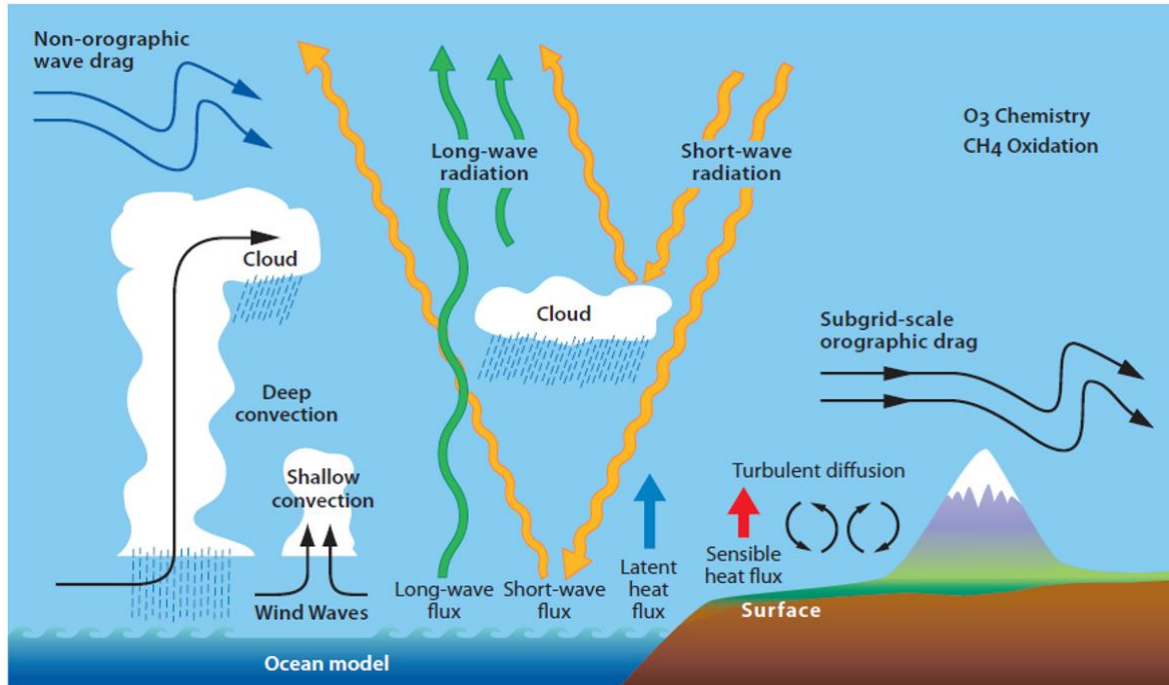 Non-orographic
wave drag
Long-wave
radiation
Short-wave
radiation
O3 Chemistry
CH4 Oxidation
Cloud
Cloud
Subgrid-scale
orographic drag
Deep
convection
Shallow
convection
Turbulent diffusion
Wind Waves
Long-wave
flux
Short-wave
flux
Latent
heat
flux
Sensible
heat flux
Surface
Ocean model